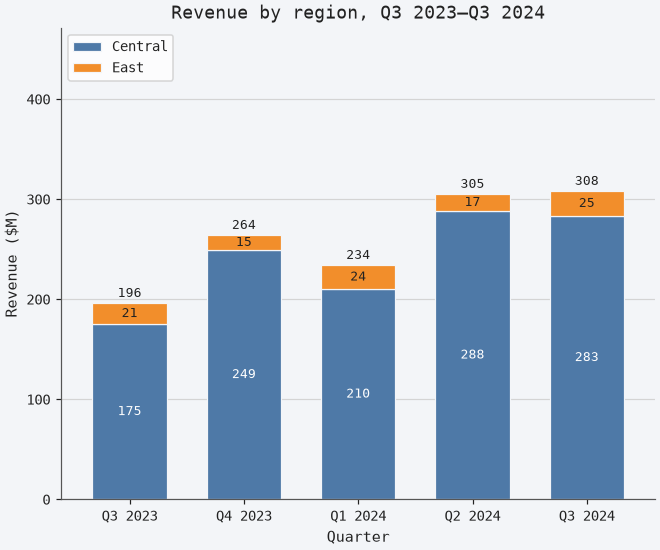 Revenue by region, Q3 2023–Q3 2024
Central
East
Revenue ($M)
400
300
200
100
0
196
21
175
264
15
249
234
24
210
305
17
288
308
25
283
Q3 2023
Q4 2023
Q1 2024
Q2 2024
Q3 2024
Quarter